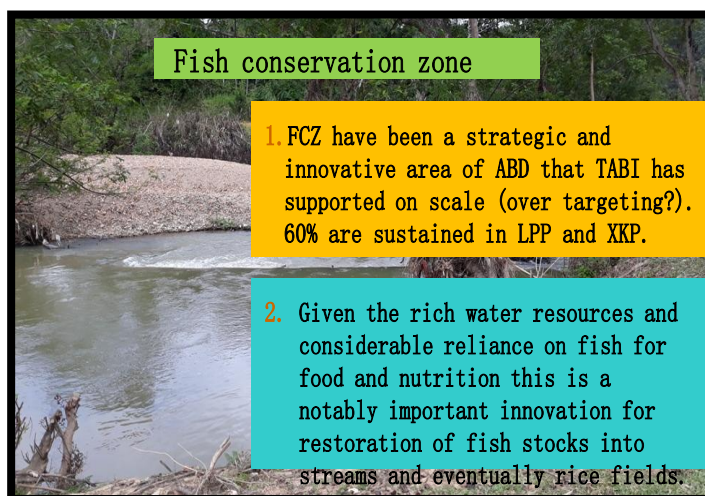 Fish conservation zone
1. FCZ have been a strategic and
innovative area of ABD that TABI has
supported on scale (over targeting?).
60% are sustained in LPP and XKP.
2. Given the rich water resources and
considerable reliance on fish for
food and nutrition this is a
notably important innovation for
restoration of fish stocks into
streams and eventually rice fields.